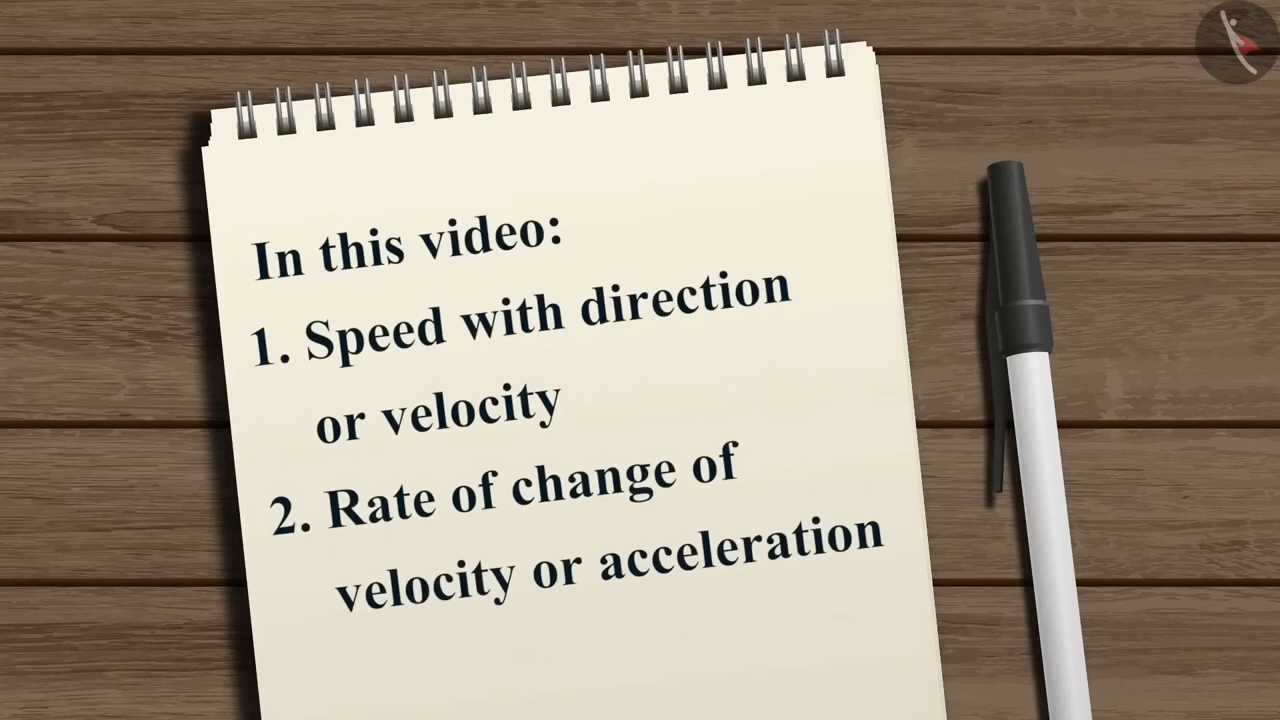 In this video:
1. Speed with direction
or velocity
2. Rate of change of
velocity or acceleration